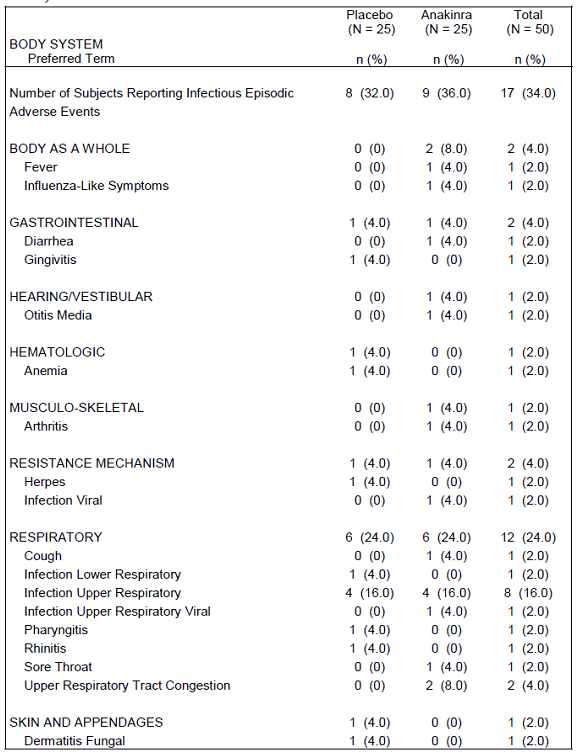 Placebo Anakinra Total
(N = 25) (N = 25) (N = 50)
BODY SYSTEM
Preferred Term n (%) n (%) n (%)
Number of Subjects Reporting Infectious Episodic 8 (32.0) 9 (36.0) 17 (34.0)
Adverse Events
BODY AS A WHOLE 0 (0) 2 (8.0) 2 (4.0)
Fever 0 (0) 1 (4.0) 1 (2.0)
Influenza-Like Symptoms 0 (0) 1 (4.0) 1 (2.0)
GASTROINTESTINAL 1 (4.0) 1 (4.0) 2 (4.0)
Diarrhea 0 (0) 1 (4.0) 1 (2.0)
Gingivitis 1 (4.0) 0 (0) 1 (2.0)
HEARING/VESTIBULAR 0 (0) 1 (4.0) 1 (2.0)
Otitis Media 0 (0) 1 (4.0) 1 (2.0)
HEMATOLOGIC 1 (4.0) 0 (0) 1 (2.0)
Anemia 1 (4.0) 0 (0) 1 (2.0)
MUSCULO-SKELETAL 0 (0) 1 (4.0) 1 (2.0)
Arthritis 0 (0) 1 (4.0) 1 (2.0)
RESISTANCE MECHANISM 1 (4.0) 1 (4.0) 2 (4.0)
Herpes 1 (4.0) 0 (0) 1 (2.0)
Infection Viral 0 (0) 1 (4.0) 1 (2.0)
RESPIRATORY 6 (24.0) 6 (24.0) 12 (24.0)
Cough 0 (0) 1 (4.0) 1 (2.0)
Infection Lower Respiratory 1 (4.0) 0 (0) 1 (2.0)
Infection Upper Respiratory 4 (16.0) 4 (16.0) 8 (16.0)
Infection Upper Respiratory Viral 0 (0) 1 (4.0) 1 (2.0)
Pharyngitis 1 (4.0) 0 (0) 1 (2.0)
Rhinitis 1 (4.0) 0 (0) 1 (2.0)
Sore Throat 0 (0) 1 (4.0) 1 (2.0)
Upper Respiratory Tract Congestion 0 (0) 2 (8.0) 2 (4.0)
SKIN AND APPENDAGES 1 (4.0) 0 (0) 1 (2.0)
Dermatitis Fungal 1 (4.0) 0 (0) 1 (2.0)